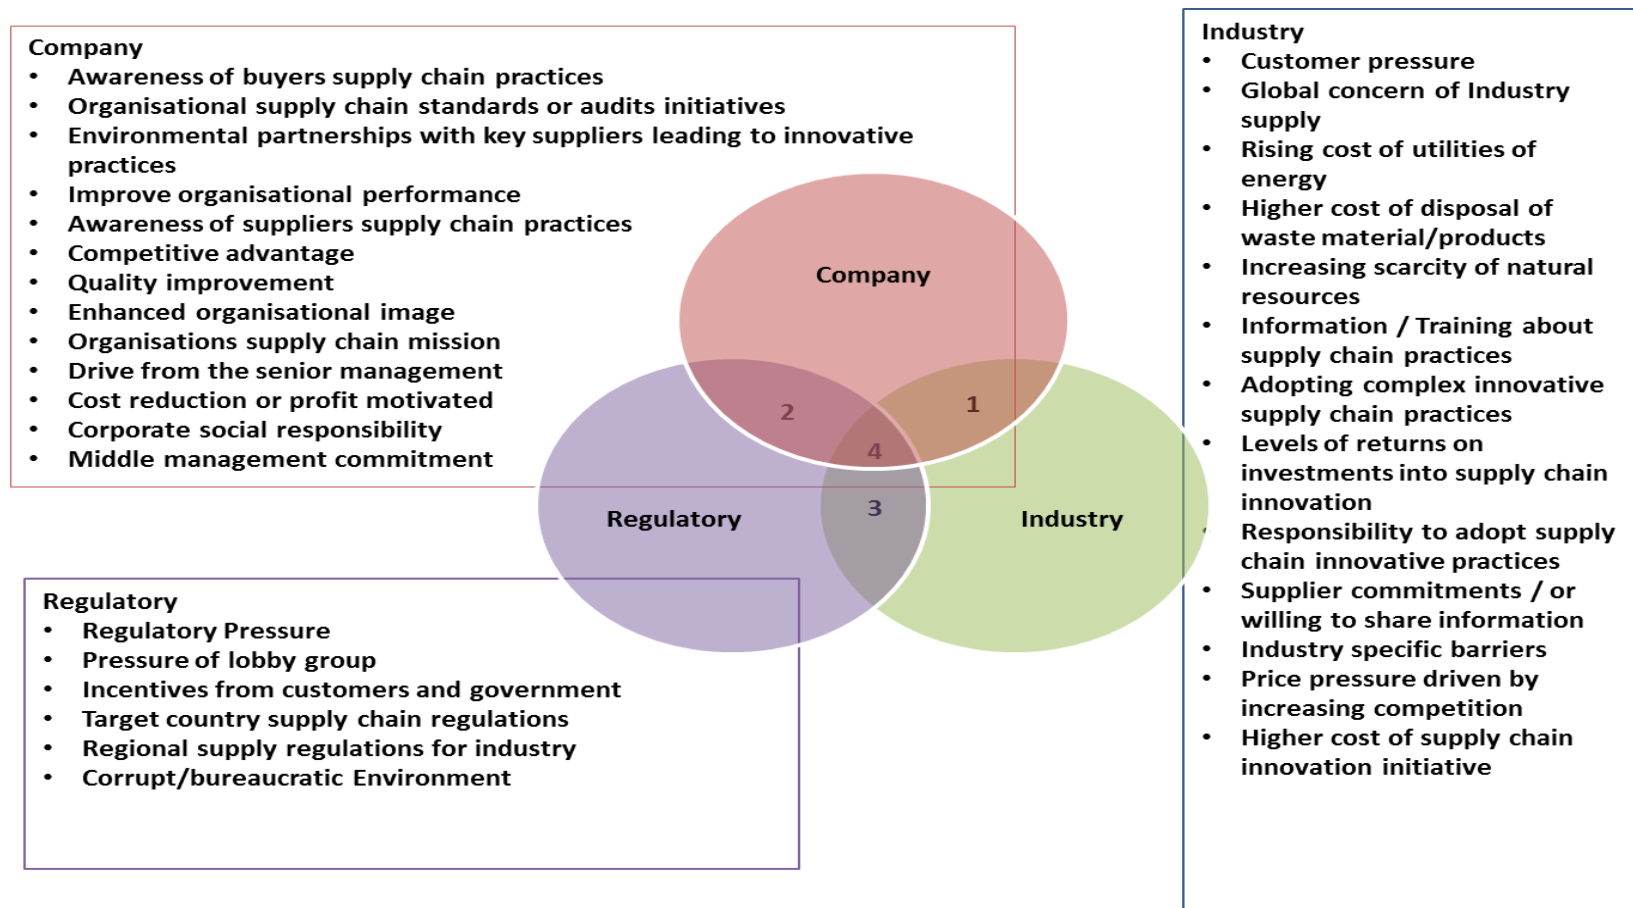 Company
• Awareness of buyers supply chain practices
• Organisational supply chain standards or audits initiatives
• Environmental partnerships with key suppliers leading to innovative
practices
• Improve organisational performance
• Awareness of suppliers supply chain practices
• Competitive advantage
• Quality improvement
• Enhanced organisational image
• Organisations supply chain mission
• Drive from the senior management
• Cost reduction or profit motivated
• Corporate social responsibility
• Middle management commitment
Company
2
1
4
3
Regulatory
Industry
Regulatory
• Regulatory Pressure
• Pressure of lobby group
• Incentives from customers and government
• Target country supply chain regulations
• Regional supply regulations for industry
• Corrupt/bureaucratic Environment
Industry
• Customer pressure
• Global concern of Industry
supply
• Rising cost of utilities of
energy
• Higher cost of disposal of
waste material/products
• Increasing scarcity of natural
resources
• Information / Training about
supply chain practices
• Adopting complex innovative
supply chain practices
• Levels of returns on
investments into supply chain
innovation
• Responsibility to adopt supply
chain innovative practices
• Supplier commitments / or
willing to share information
• Industry specific barriers
• Price pressure driven by
increasing competition
• Higher cost of supply chain
innovation initiative